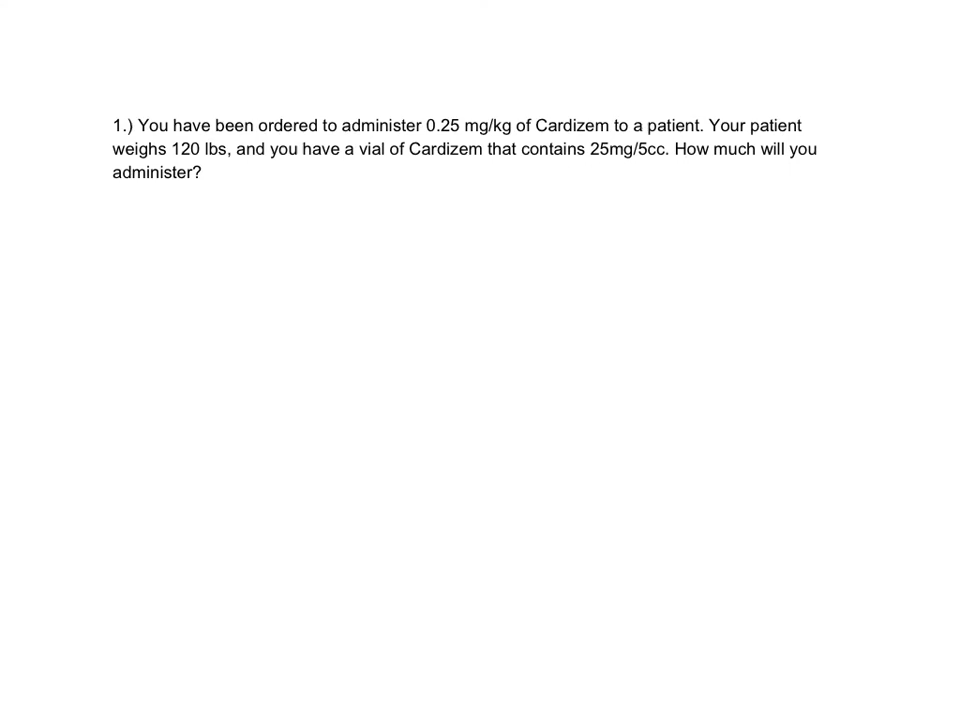 1.) You have been ordered to administer 0.25 mg/kg of Cardizem to a patient. Your patient
weighs 120 lbs, and you have a vial of Cardizem that contains 25mg/5cc. How much will you
administer?